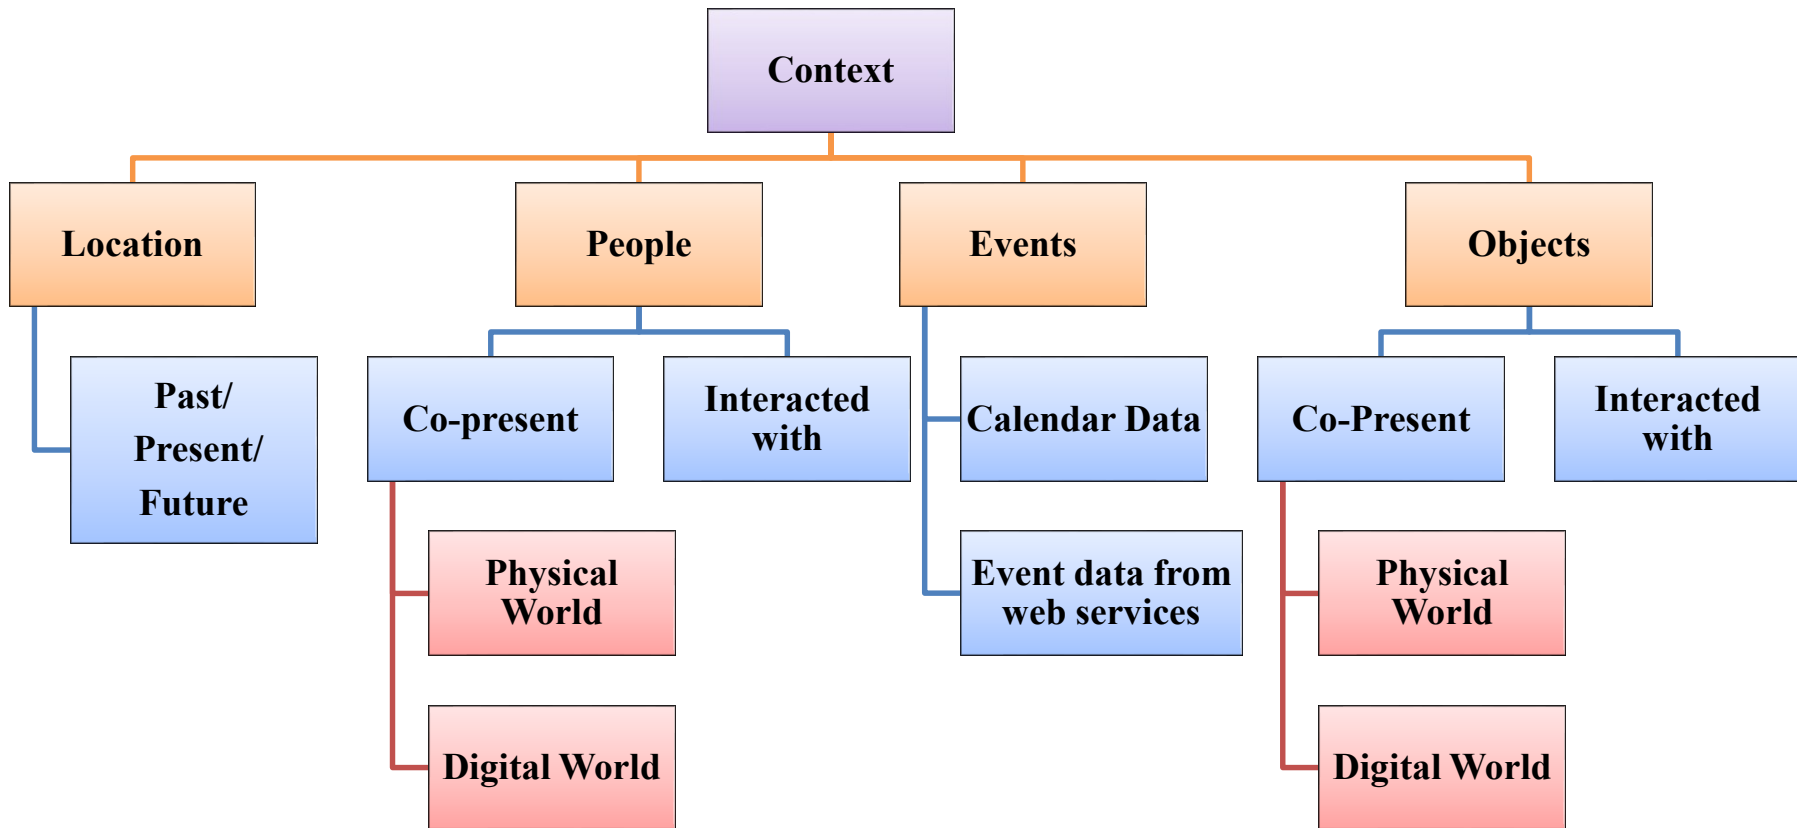 Context
Location
People
Events
Objects
Past/
Present/
Future
Co-present
Interacted
with
Calendar Data
Co-Present
Interacted
with
Physical
World
Event data from
web services
Physical
World
Digital World
Digital World